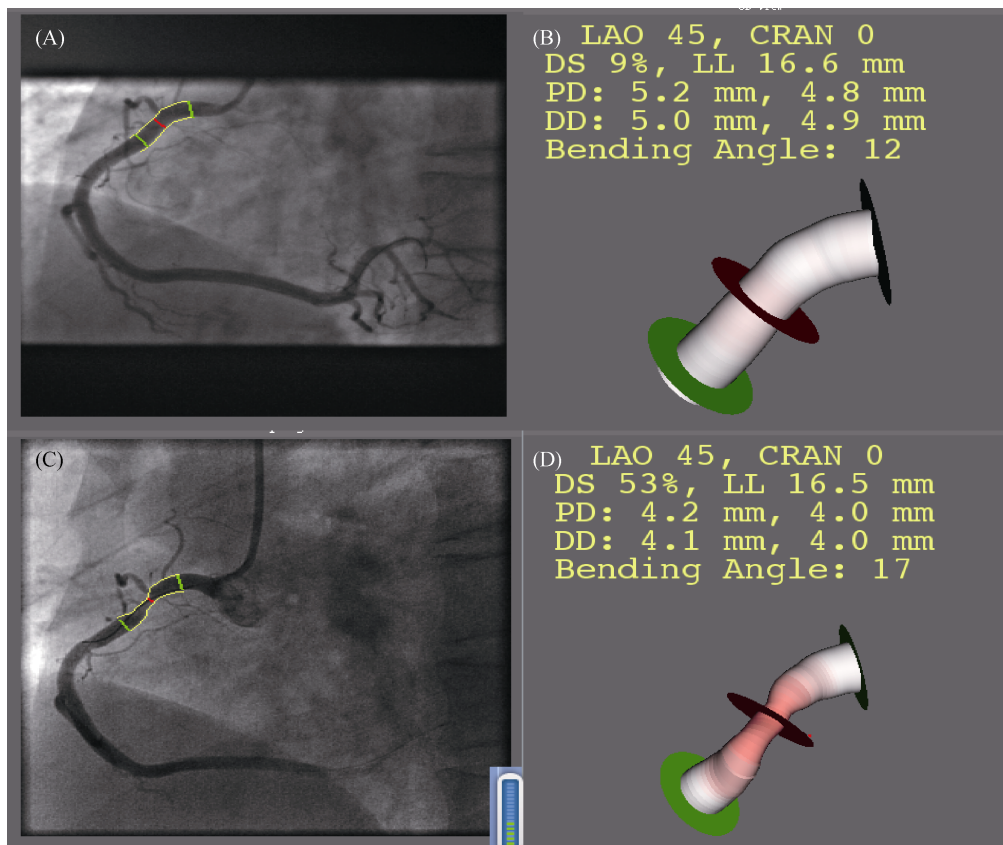 (A)
(B) LAO 45, CRAN 0
DS 9%, LL 16.6 mm
PD: 5.2 mm, 4.8 mm
DD: 5.0 mm, 4.9 mm
Bending Angle: 12
(C)
(D) LAO 45, CRAN 0
DS 53%, LL 16.5 mm
PD: 4.2 mm, 4.0 mm
DD: 4.1 mm, 4.0 mm
Bending Angle: 17